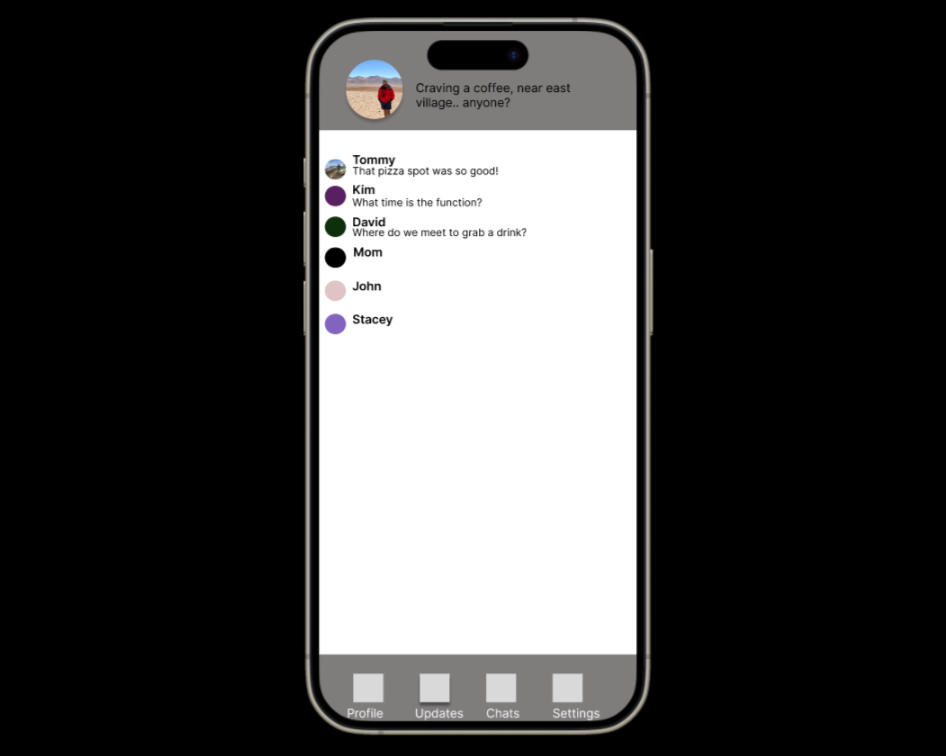 Craving a coffee, near east
village.. anyone?
Tommy
That pizza spot was so good!
Kim
What time is the function?
David
Where do we meet to grab a drink?
Mom
John
Stacey
Profile Updates Chats Settings